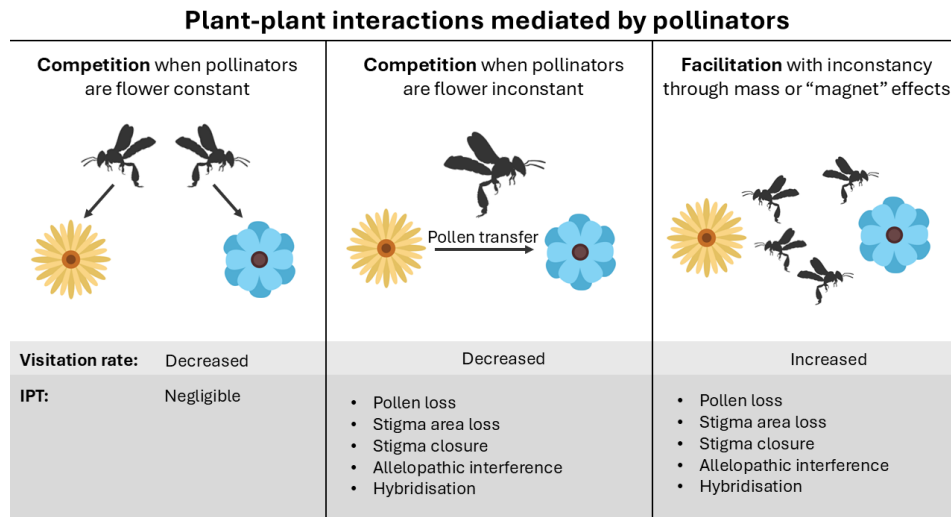 Plant-plant interactions mediated by pollinators
Competition when pollinators
are flower constant
Competition when pollinators
are flower inconstant
Facilitation with inconstancy
through mass or “magnet” effects
Pollen transfer
Visitation rate: Decreased
Decreased
Increased
IPT: Negligible
• Pollen loss
• Stigma area loss
• Stigma closure
• Allelopathic interference
• Hybridisation
• Pollen loss
• Stigma area loss
• Stigma closure
• Allelopathic interference
• Hybridisation